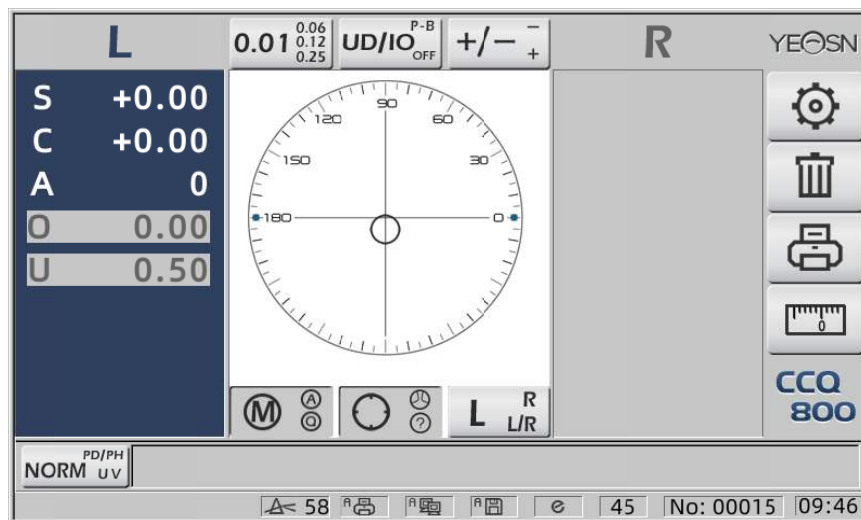 L
0.01 0.06 0.12 0.25
UD/IO P-B OFF
+/- - +
R
YEOSN
S +0.00
C +0.00
A 0
O 0.00
U 0.50
90
120 60
150 30
180 0
0
M A Q
?
L R L/R
CCQ
800
NORM PD/PH UV
A< 58 A A A e 45 No: 00015 09:46